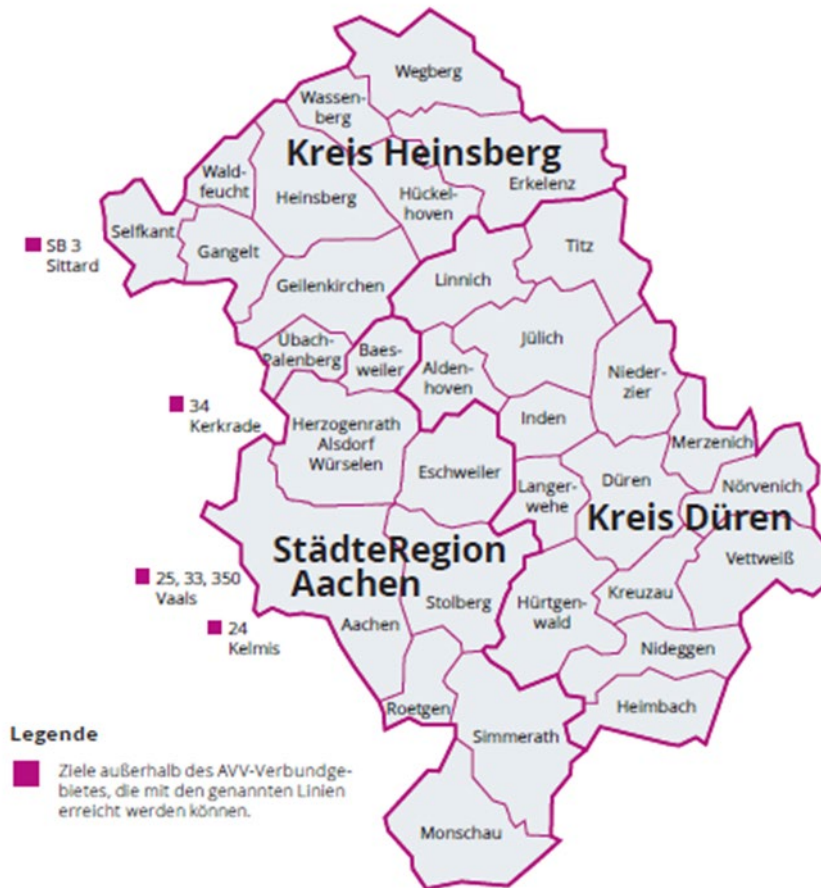 Wegberg
Wassen-
berg
Kreis Heinsberg
Erkelenz
Wald-
feucht
Heinsberg
Hückel-
hoven
Selfkant
Gangelt
SB 3
Sittard
Titz
Linnich
Geilenkirchen
Jülich
Übach-
Palenberg
Baes-
weiler
Alden-
hoven
Nieder-
zier
34
Kerkrade
Herzogenrath
Alsdorf
Würselen
Inden
Merzenich
Eschweiler
Langer-
wehe
Düren
Nörvenich
Kreis Düren
StädteRegion
Aachen
Vettweiß
25, 33, 350
Vaals
Stolberg
Hürtgen-
wald
Kreuzau
24
Kelmis
Aachen
Nideggen
Roetgen
Heimbach
Simmerath
Monschau
Legende
Ziele außerhalb des AVV-Verbundge-
bietes, die mit den genannten Linien
erreicht werden können.